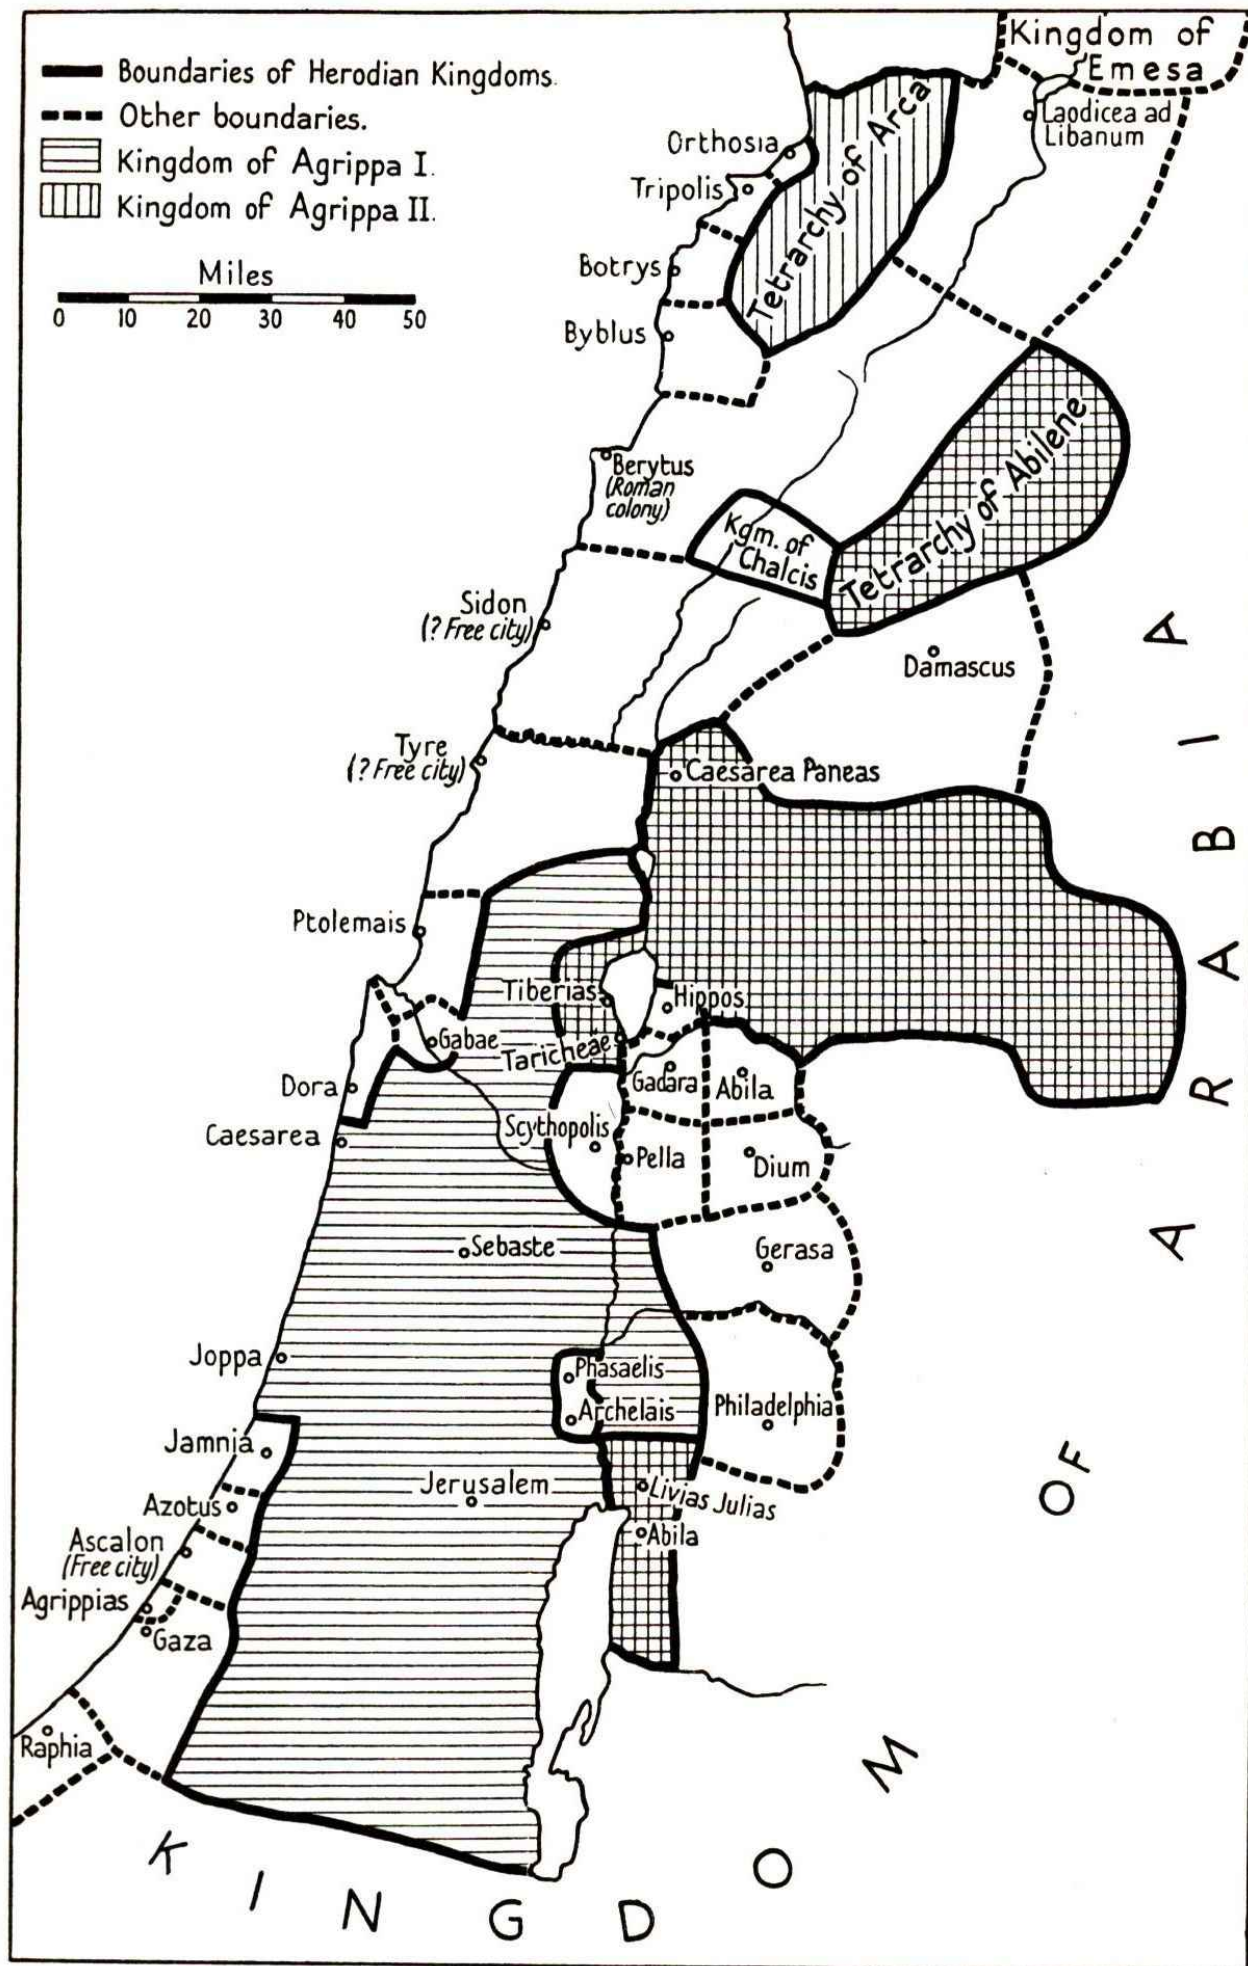 Boundaries of Herodian Kingdoms.
Other boundaries.
Kingdom of Agrippa I.
Kingdom of Agrippa II.
Miles
0 10 20 30 40 50
Kingdom of
Emesa
Laodicea ad
Libanum
Orthosia
Tripolis
Tetrarchy of Arca
Botrys
Byblus
Berytus
(Roman
colony)
Kgm. of
Chalcis
Tetrarchy of Abilene
Sidon
(? Free city)
Damascus
Tyre
(? Free city)
Caesarea Paneas
Ptolemais
Tiberias
Hippos
Gabae
Taricheae
Gadara
Abila
Dora
Caesarea
Scythopolis
Pella
Dium
Sebaste
Gerasa
Joppa
Phasaelis
Archelais
Philadelphia
Jamnia
Jerusalem
Livias Julias
Azotus
Abila
Ascalon
(Free city)
Agrippias
Gaza
Raphia
KINGDOM OF ARABIA